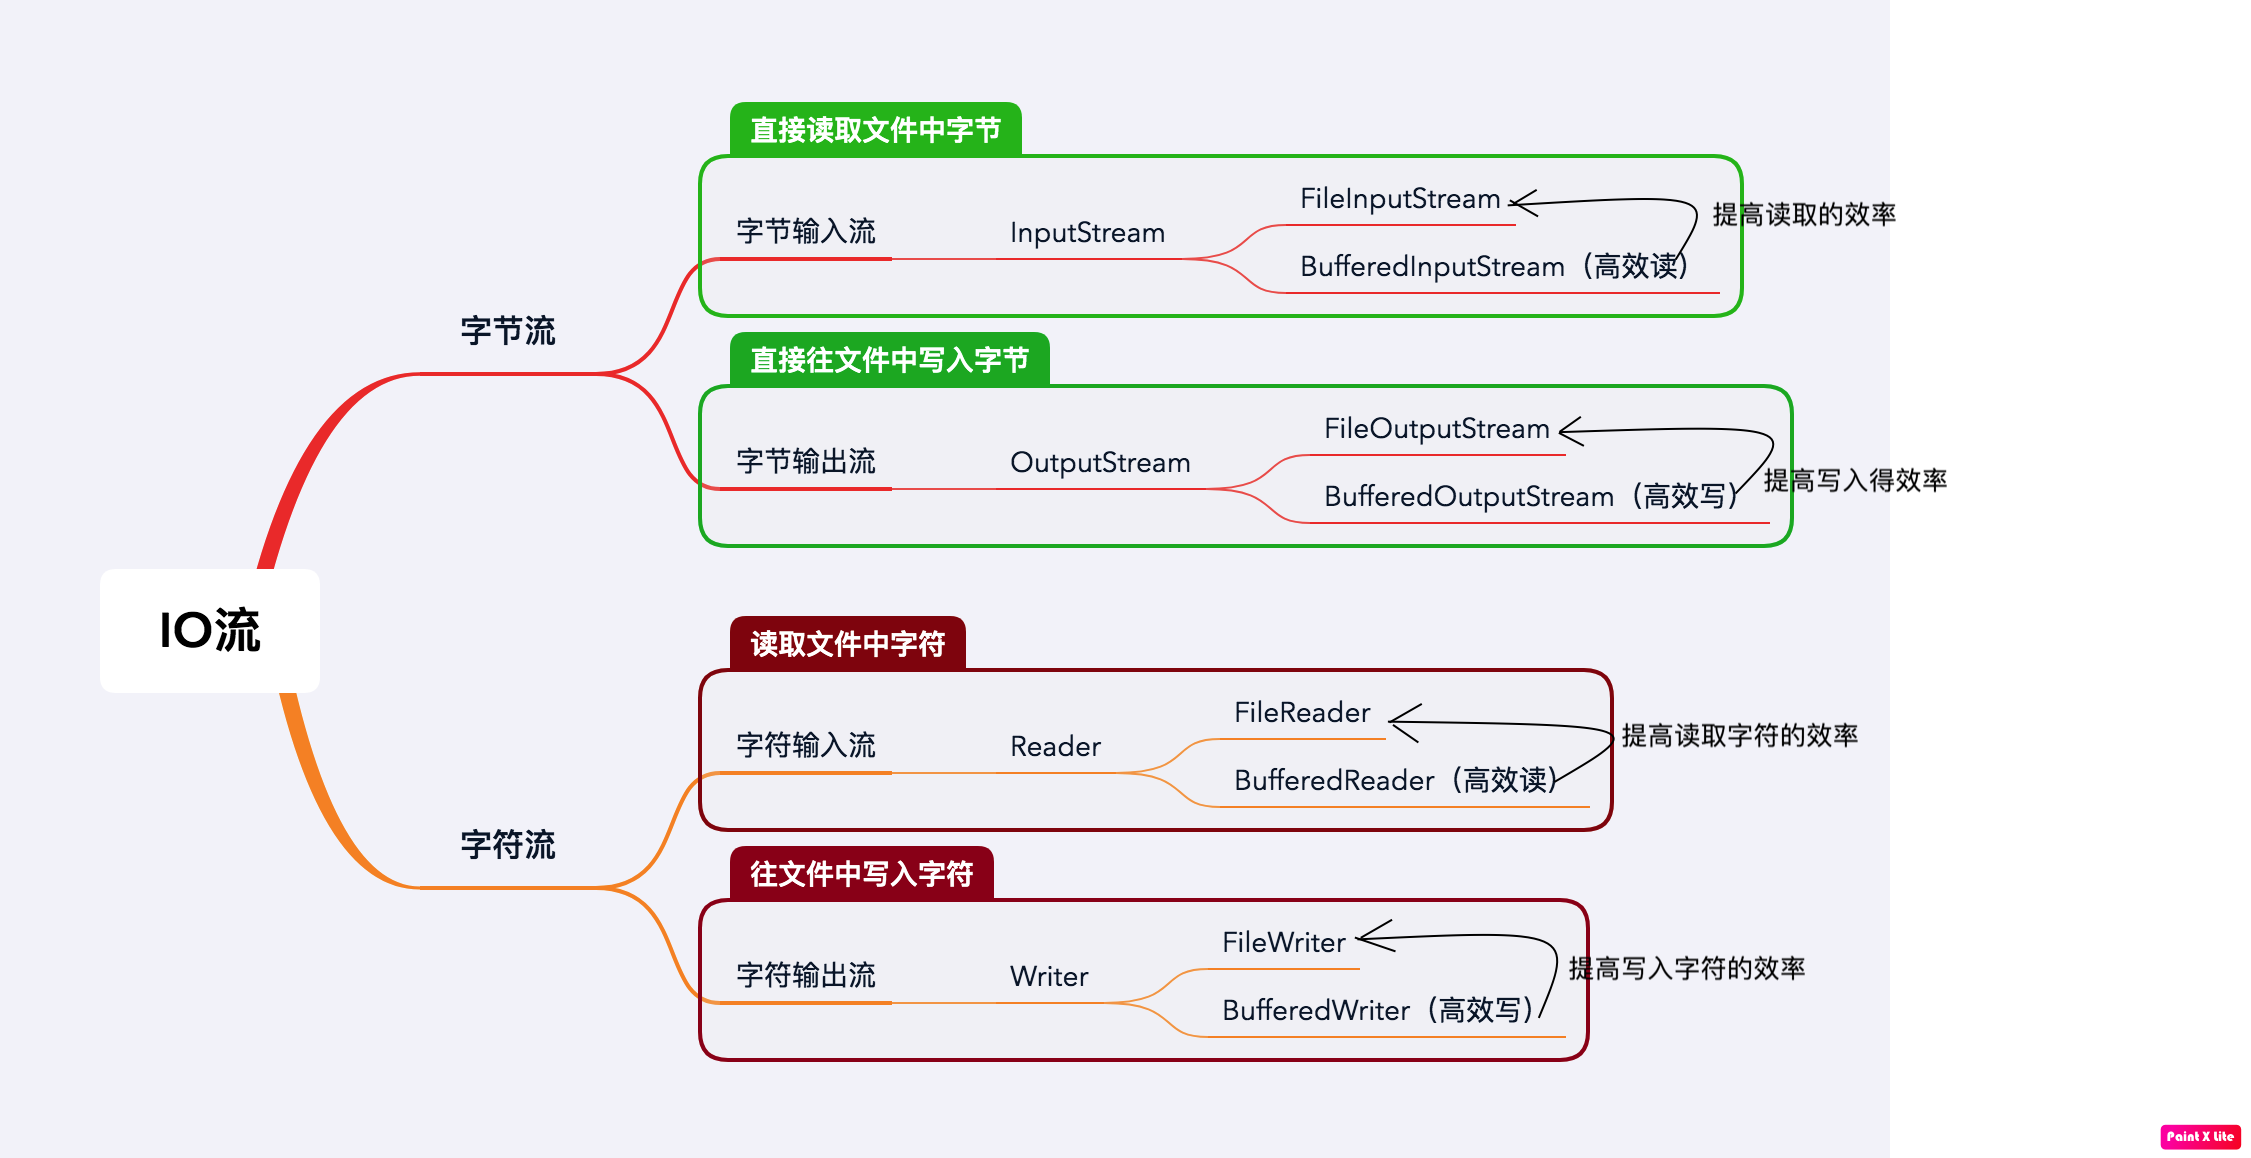 IO流
字节流
直接读取文件中字节
字节输入流
InputStream
FileInputStream
BufferedInputStream（高效读）
提高读取的效率
直接往文件中写入字节
字节输出流
OutputStream
FileOutputStream
BufferedOutputStream（高效写）
提高写入得效率
字符流
读取文件中字符
字符输入流
Reader
FileReader
BufferedReader（高效读）
提高读取字符的效率
往文件中写入字符
字符输出流
Writer
FileWriter
BufferedWriter（高效写）
提高写入字符的效率
Paint X Lite